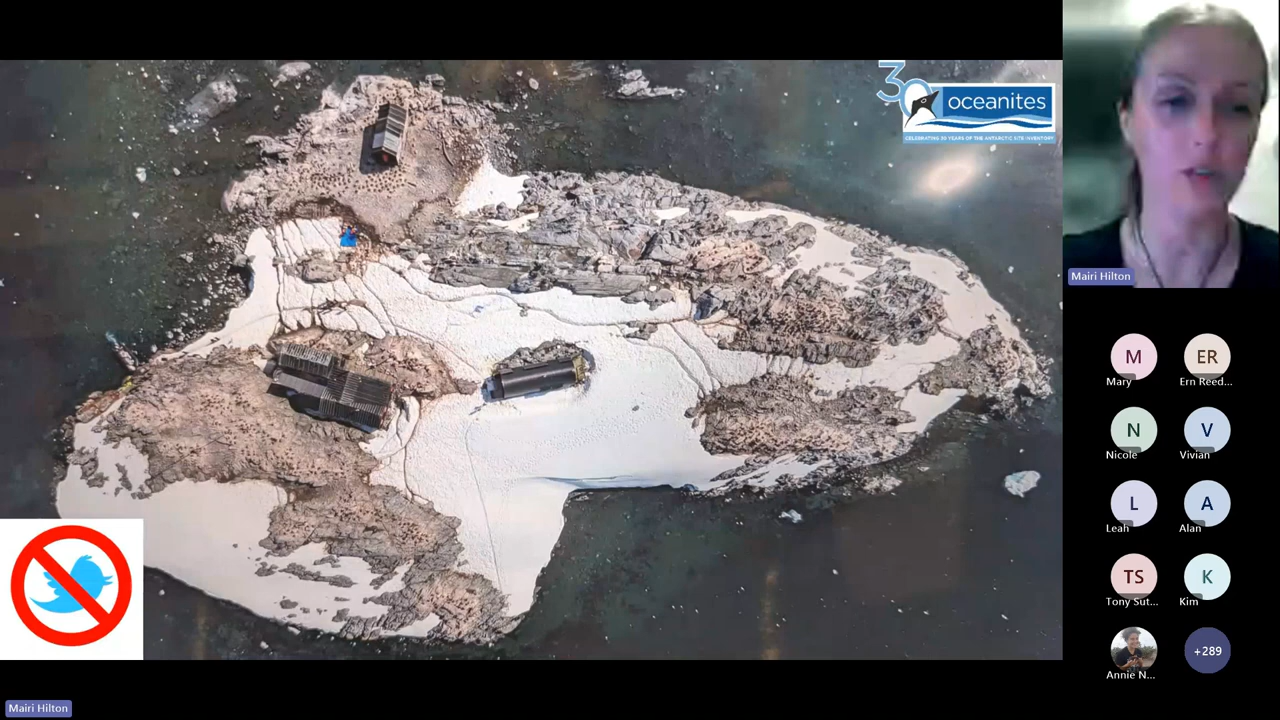 30
oceanites
CELEBRATING 30 YEARS OF THE ANTARCTIC SITE INVENTORY
Mairi Hilton
M
ER
Mary
Ern Reed...
N
V
Nicole
Vivian
L
A
Leah
Alan
TS
K
Tony Sut...
Kim
+289
Annie N...
Mairi Hilton